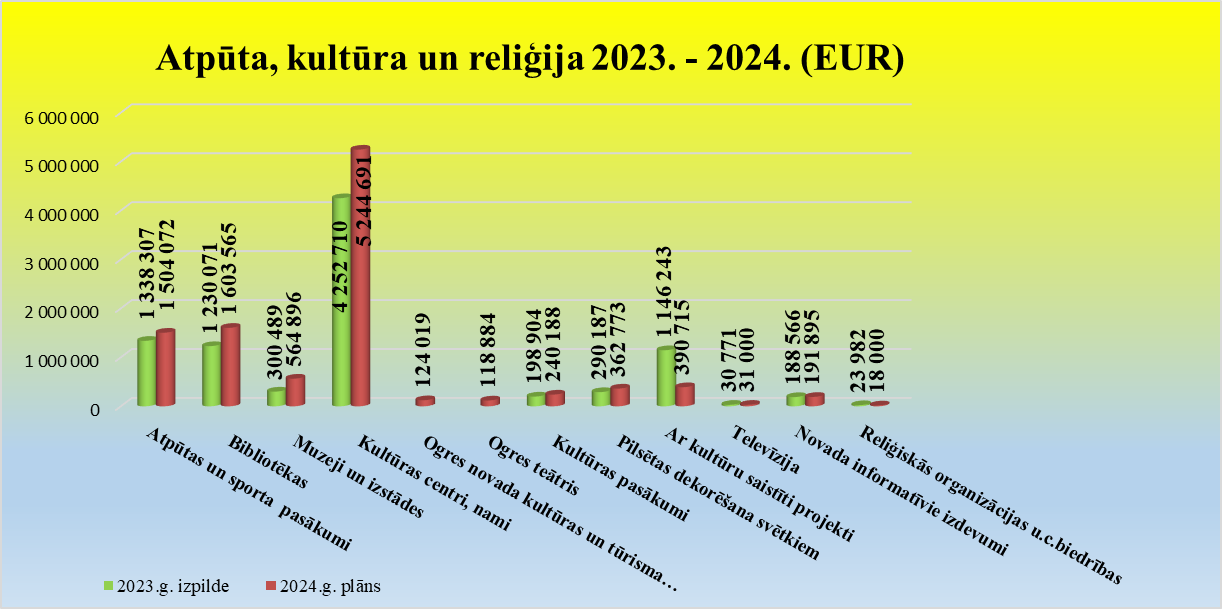 Atpūta, kultūra un reliģija 2023. - 2024. (EUR)
6 000 000
5 000 000
4 000 000
3 000 000
2 000 000
1 000 000
0
1 338 307
1 504 072
1 230 071
1 603 565
300 489
564 896
4 252 710
5 244 691
124 019
118 884
198 904
240 188
290 187
362 773
1 146 243
390 715
30 771
31 000
188 566
191 895
23 982
18 000
Atpūtas un sporta pasākumi
Bibliotēkas
Muzeji un izstādes
Kultūras centri, nami
Ogres novada kultūras un tūrisma…
Ogres teātris
Kultūras pasākumi
Pilsētas dekorēšana svētkiem
Ar kultūru saistīti projekti
Televīzija
Novada informatīvie izdevumi
Reliģiskās organizācijas u.c.biedrības
2023.g. izpilde
2024.g. plāns